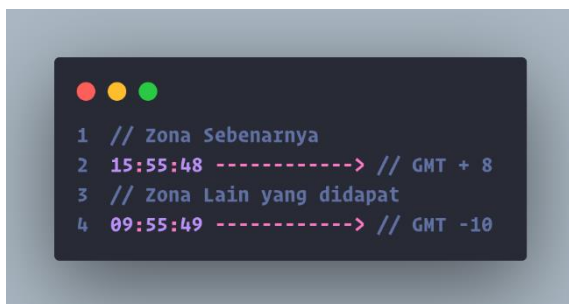 1 // Zona Sebenarnya
2 15:55:48 ------------> // GMT + 8
3 // Zona Lain yang didapat
4 09:55:49 ------------> // GMT -10